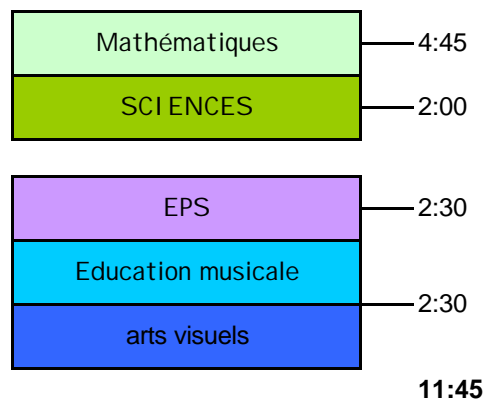 Mathématiques 4:45
SCIENCES 2:00
EPS 2:30
Education musicale
2:30
arts visuels
11:45